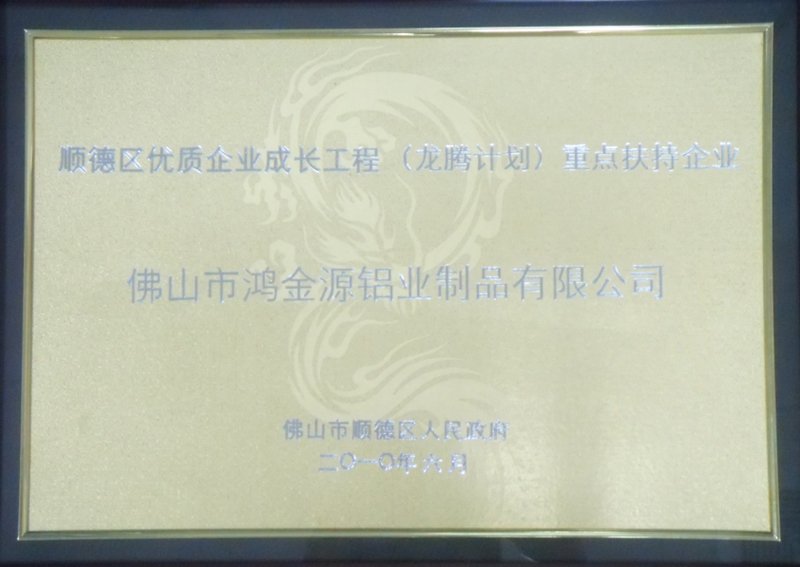 顺德区优质企业成长工程（龙腾计划）重点扶持企业
佛山市鸿金源铝业制品有限公司
佛山市顺德区人民政府
二〇一〇年六月